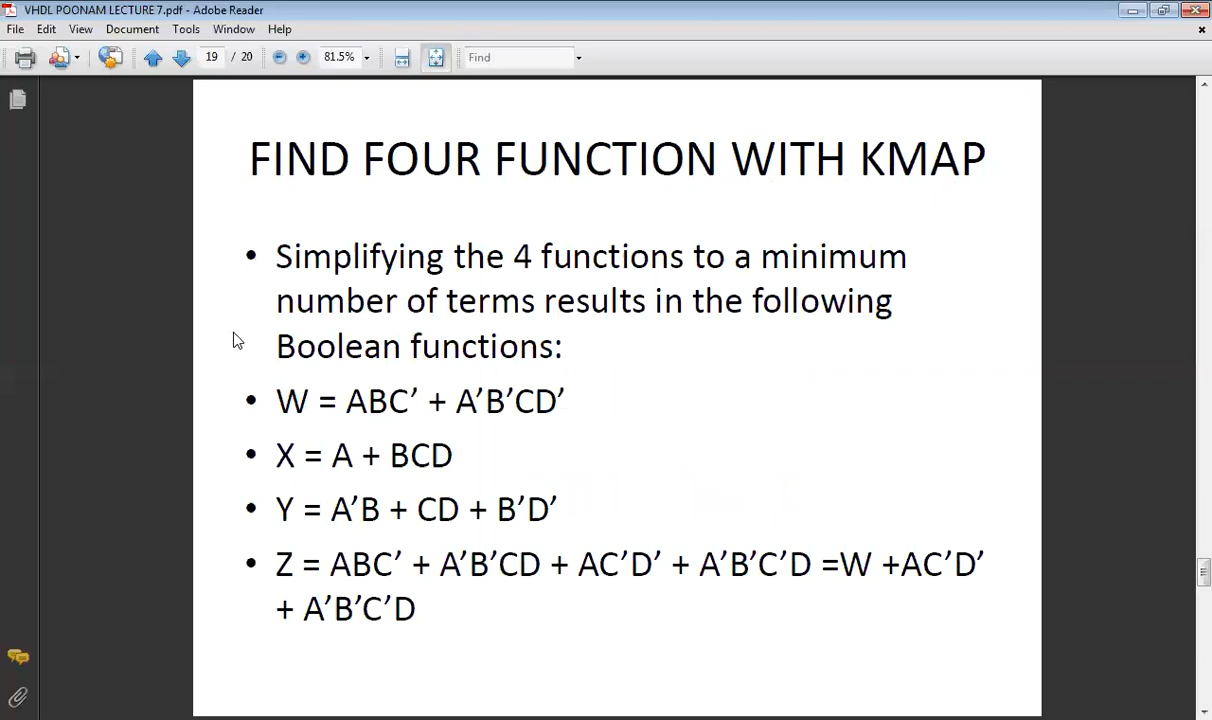 VHDL POONAM LECTURE 7.pdf - Adobe Reader
File Edit View Document Tools Window Help
19 / 20 81.5% Find
FIND FOUR FUNCTION WITH KMAP
• Simplifying the 4 functions to a minimum
number of terms results in the following
Boolean functions:
• W = ABC’ + A’B’CD’
• X = A + BCD
• Y = A’B + CD + B’D’
• Z = ABC’ + A’B’CD + AC’D’ + A’B’C’D =W +AC’D’
+ A’B’C’D